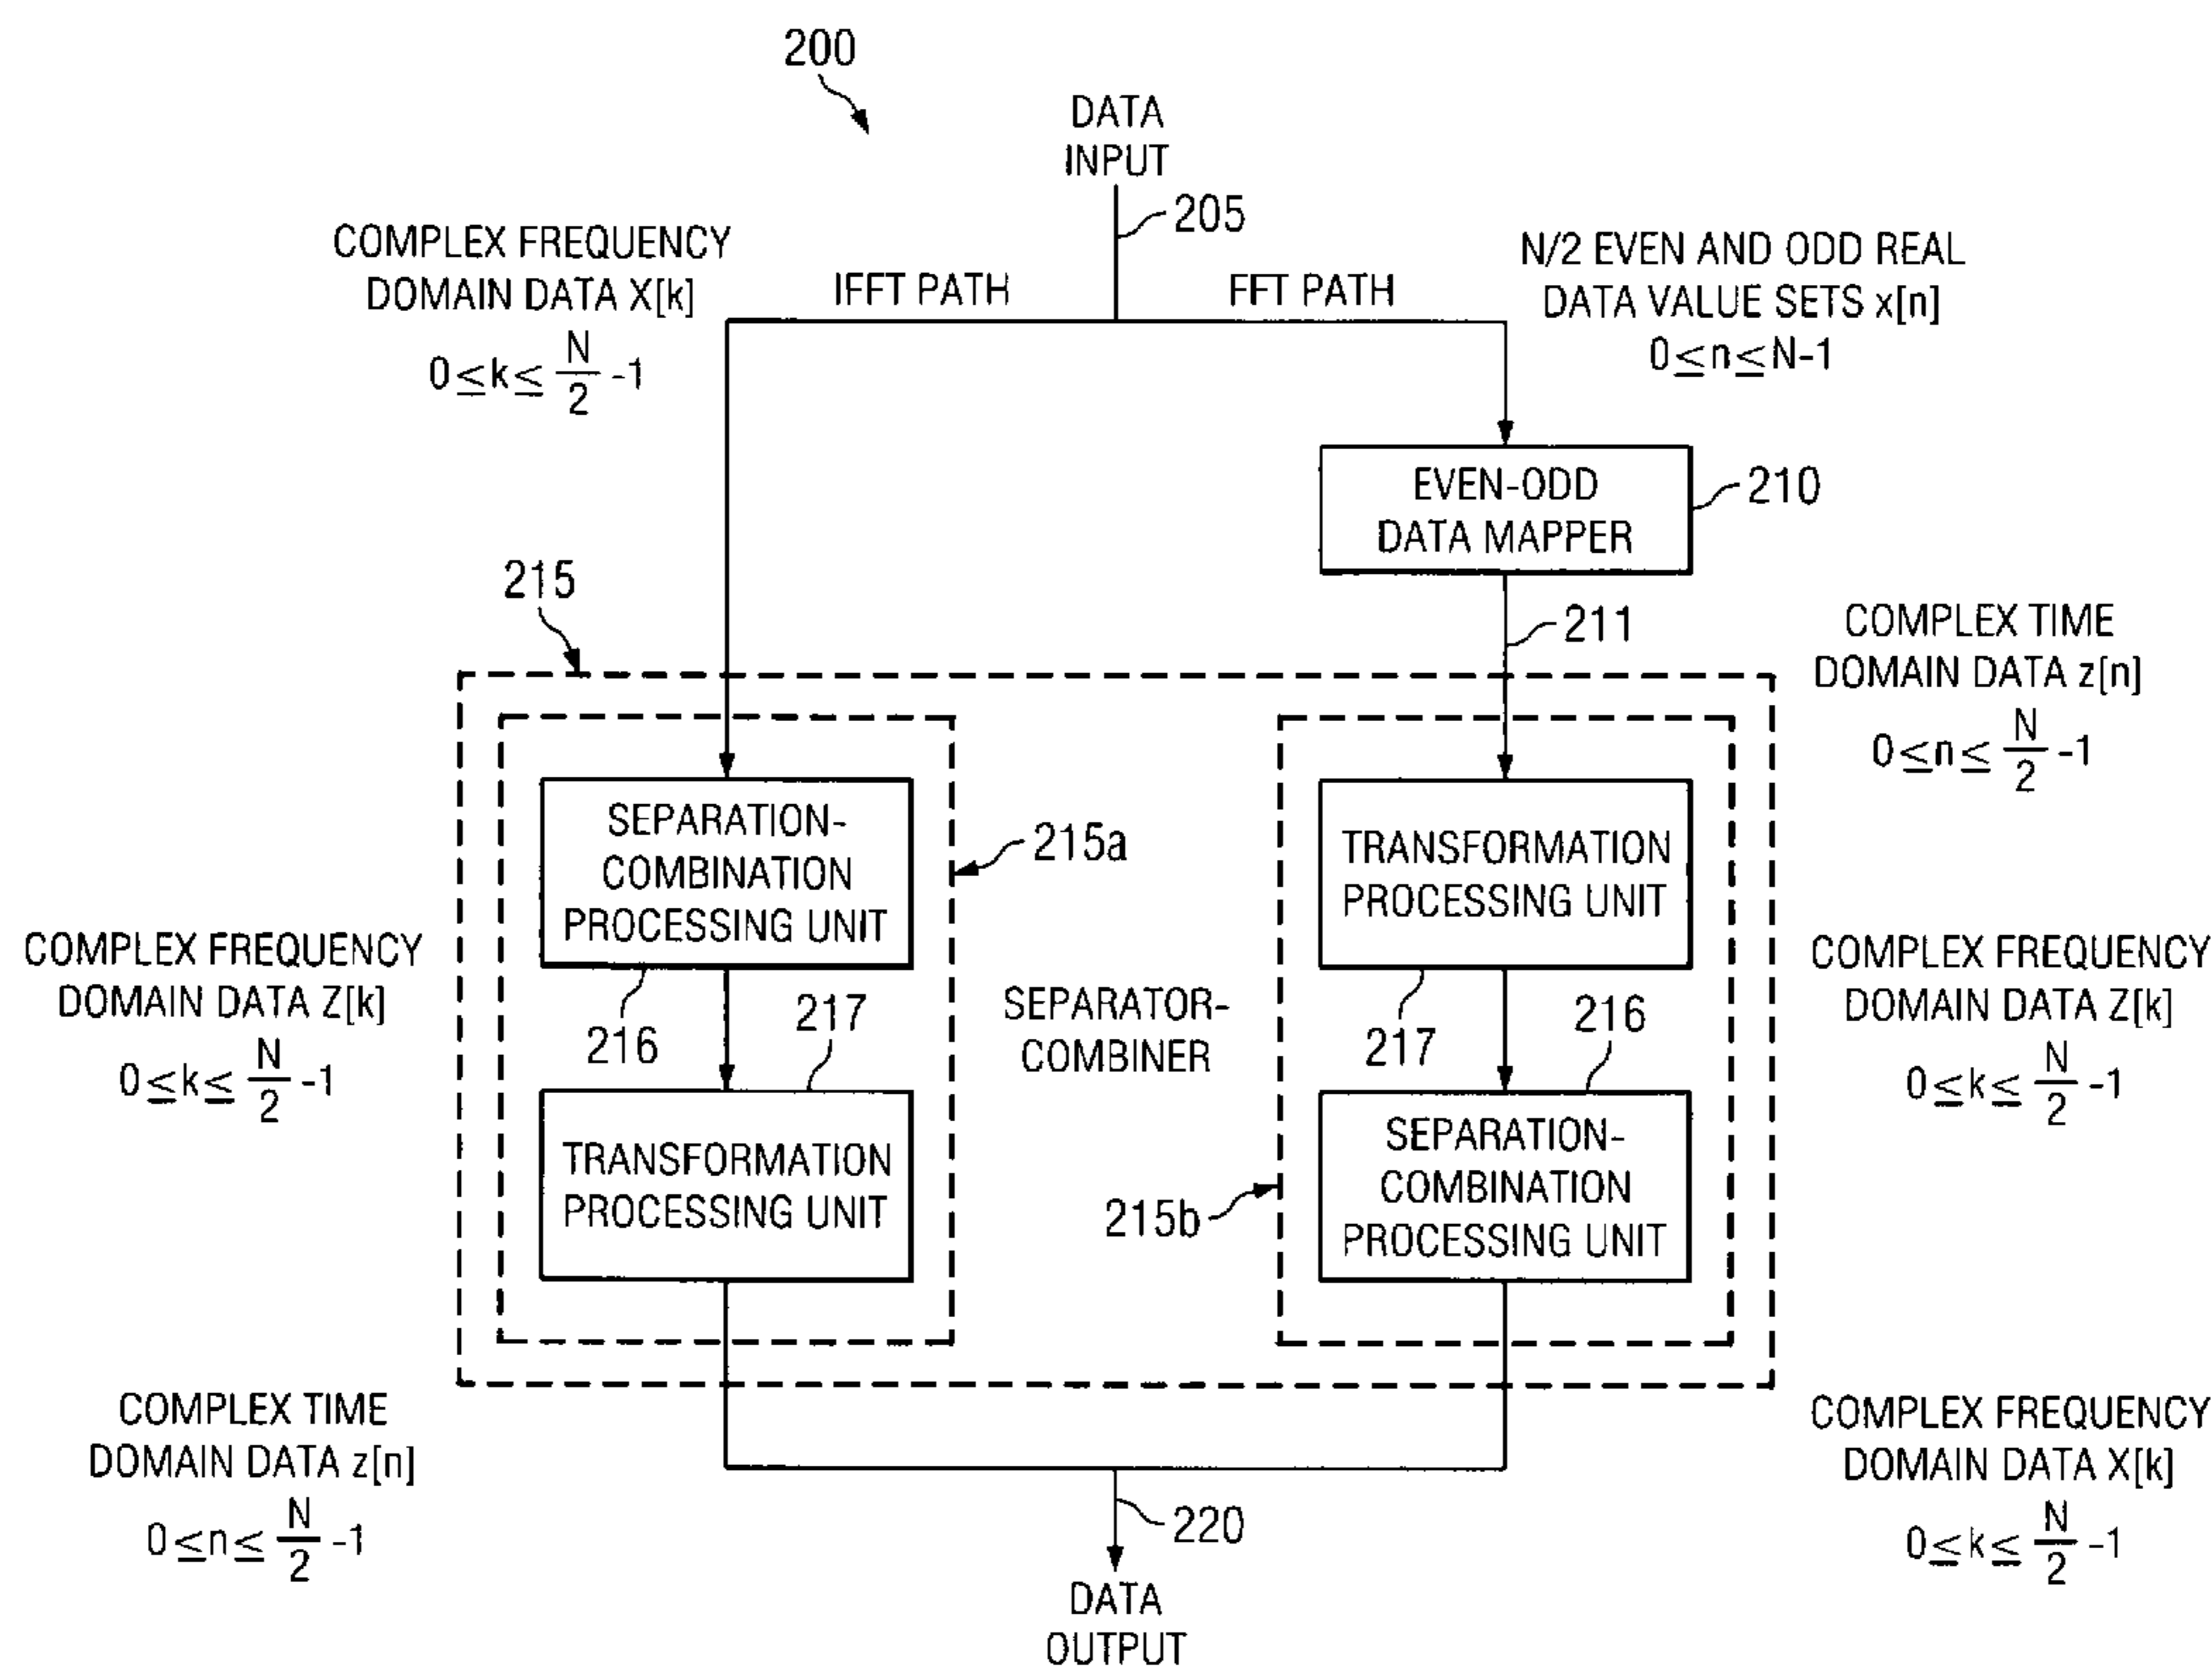 200
DATA
INPUT
205
COMPLEX FREQUENCY
DOMAIN DATA X[k]
0≤k≤N/2-1
IFFT PATH
FFT PATH
N/2 EVEN AND ODD REAL
DATA VALUE SETS x[n]
0≤n≤N-1
EVEN-ODD
DATA MAPPER
210
215
211
COMPLEX TIME
DOMAIN DATA z[n]
0≤n≤N/2-1
SEPARATION-
COMBINATION
PROCESSING UNIT
215a
TRANSFORMATION
PROCESSING UNIT
COMPLEX FREQUENCY
DOMAIN DATA Z[k]
0≤k≤N/2-1
216
217
SEPARATOR-
COMBINER
217
216
COMPLEX FREQUENCY
DOMAIN DATA Z[k]
0≤k≤N/2-1
TRANSFORMATION
PROCESSING UNIT
215b
SEPARATION-
COMBINATION
PROCESSING UNIT
COMPLEX TIME
DOMAIN DATA z[n]
0≤n≤N/2-1
COMPLEX FREQUENCY
DOMAIN DATA X[k]
0≤k≤N/2-1
220
DATA
OUTPUT